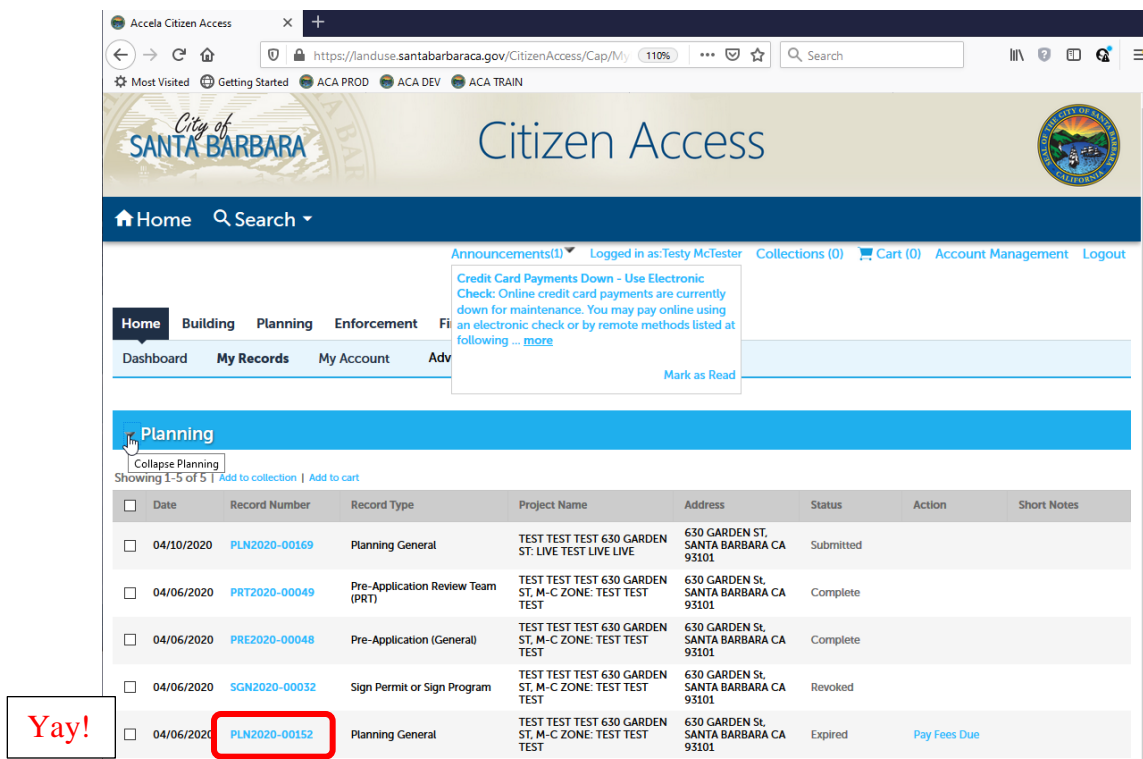 Accela Citizen Access
https://landuse.santabarbaraca.gov/CitizenAccess/Cap/My 110% Search
Most Visited Getting Started ACA PROD ACA DEV ACA TRAIN
City of
SANTA BARBARA
Citizen Access
SEAL OF THE CITY OF SANTA BARBARA
CALIFORNIA
Home Search
Announcements(1) Logged in as:Testy McTester Collections (0) Cart (0) Account Management Logout
Credit Card Payments Down - Use Electronic
Check: Online credit card payments are currently
down for maintenance. You may pay online using
an electronic check or by remote methods listed at
following ... more
Mark as Read
Home Building Planning Enforcement Fi
Dashboard My Records My Account Adv
Planning
Collapse Planning
Showing 1-5 of 5 | Add to collection | Add to cart
Date Record Number Record Type Project Name Address Status Action Short Notes
04/10/2020 PLN2020-00169 Planning General TEST TEST TEST 630 GARDEN ST: LIVE TEST LIVE LIVE 630 GARDEN ST, SANTA BARBARA CA 93101 Submitted
04/06/2020 PRT2020-00049 Pre-Application Review Team (PRT) TEST TEST TEST 630 GARDEN ST, M-C ZONE: TEST TEST TEST 630 GARDEN St, SANTA BARBARA CA 93101 Complete
04/06/2020 PRE2020-00048 Pre-Application (General) TEST TEST TEST 630 GARDEN ST, M-C ZONE: TEST TEST TEST 630 GARDEN St, SANTA BARBARA CA 93101 Complete
04/06/2020 SGN2020-00032 Sign Permit or Sign Program TEST TEST TEST 630 GARDEN ST, M-C ZONE: TEST TEST TEST 630 GARDEN St, SANTA BARBARA CA 93101 Revoked
Yay!
04/06/2020 PLN2020-00152 Planning General TEST TEST TEST 630 GARDEN ST, M-C ZONE: TEST TEST TEST 630 GARDEN St, SANTA BARBARA CA 93101 Expired Pay Fees Due